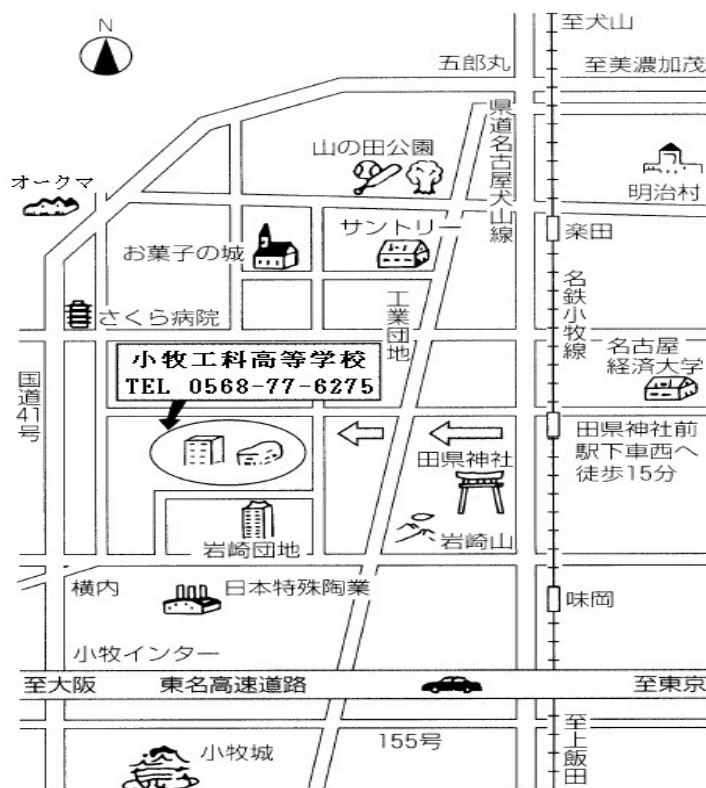 N
至犬山
五郎丸
至美濃加茂
県道名古屋犬山線
山の田公園
オークマ
明治村
サントリー
楽田
お菓子の城
名鉄小牧線
工業団地
さくら病院
小牧工科高等学校
TEL 0568-77-6275
名古屋
経済大学
国道41号
田県神社前
駅下車西へ
徒歩15分
田県神社
岩崎山
岩崎団地
横内
日本特殊陶業
味岡
小牧インター
至大阪
東名高速道路
至東京
至上飯田
155号
小牧城